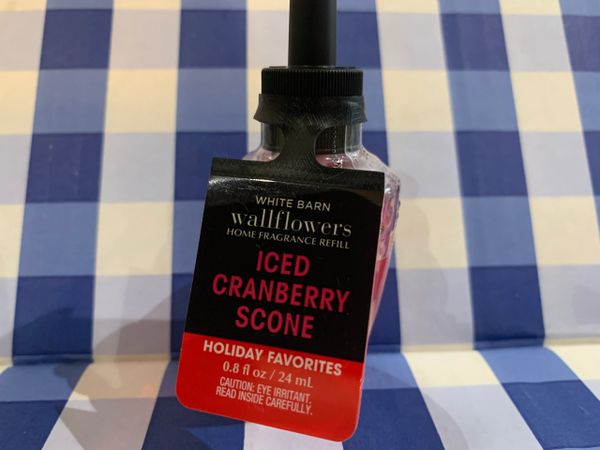 WHITE BARN
wallflowers
HOME FRAGRANCE REFILL
ICED
CRANBERRY
SCONE
HOLIDAY FAVORITES
0.8 fl oz / 24 mL
CAUTION: EYE IRRITANT.
READ INSIDE CAREFULLY.